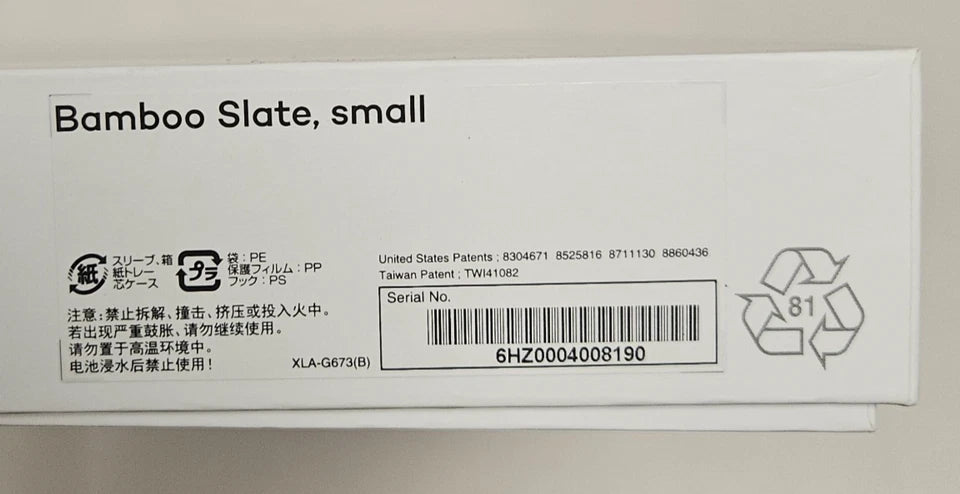 Bamboo Slate, small
紙
スリーブ、箱
紙トレー
芯ケース
プラ
袋：PE
保護フィルム：PP
フック：PS
注意：禁止拆解、撞击、挤压或投入火中。
若出现严重鼓胀、请勿继续使用。
请勿置于高温环境中。
电池浸水后禁止使用！
XLA-G673(B)
United States Patents ; 8304671 8525816 8711130 8860436
Taiwan Patent ; TWI41082
Serial No.
6HZ0004008190
81